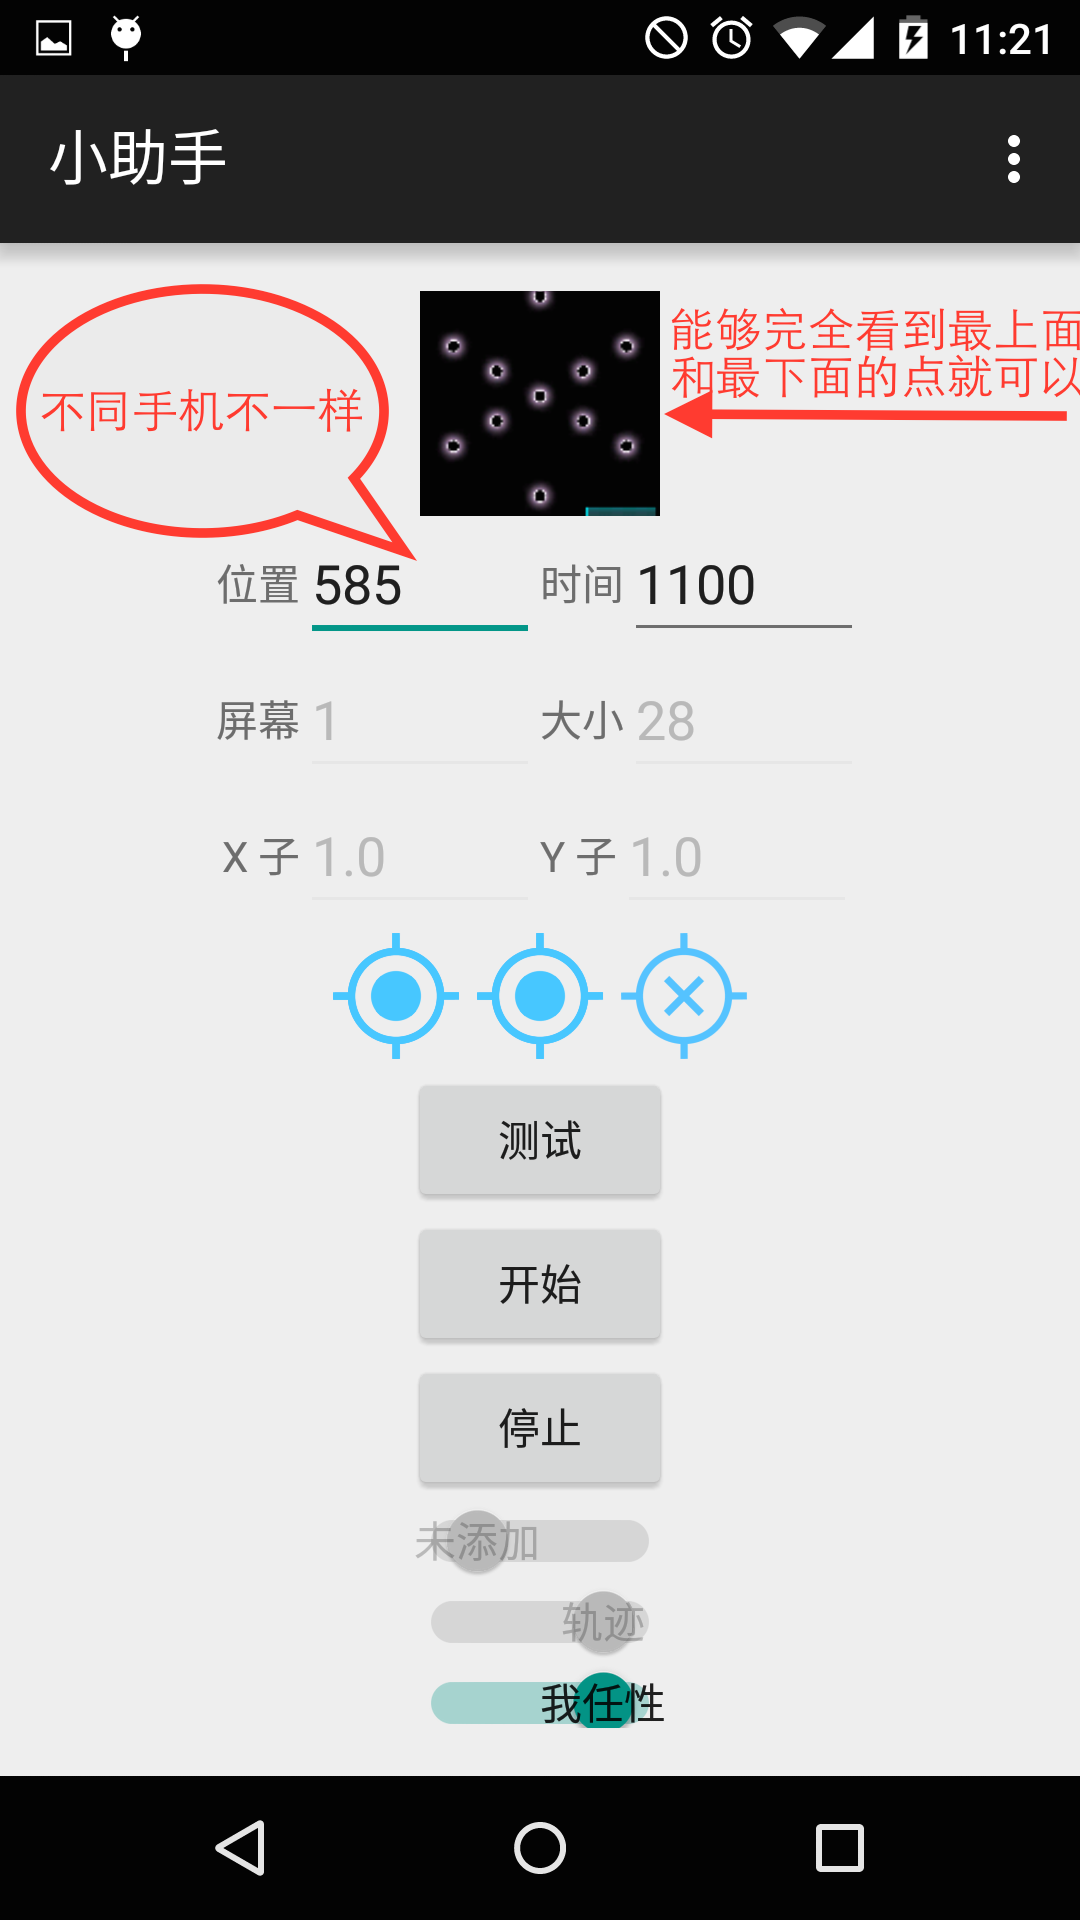 11:21
小助手
能够完全看到最上面
和最下面的点就可以
不同手机不一样
位置 585 时间 1100
屏幕 1 大小 28
X 子 1.0 Y 子 1.0
测试
开始
停止
未添加
轨迹
我任性